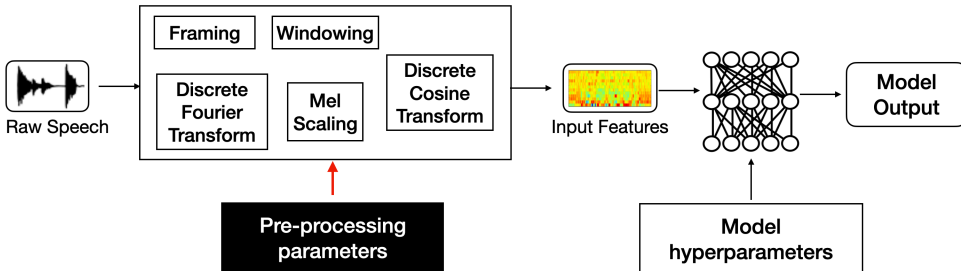 Framing
Windowing
Discrete
Fourier
Transform
Mel
Scaling
Discrete
Cosine
Transform
Raw Speech
Input Features
Model
Output
Pre-processing
parameters
Model
hyperparameters